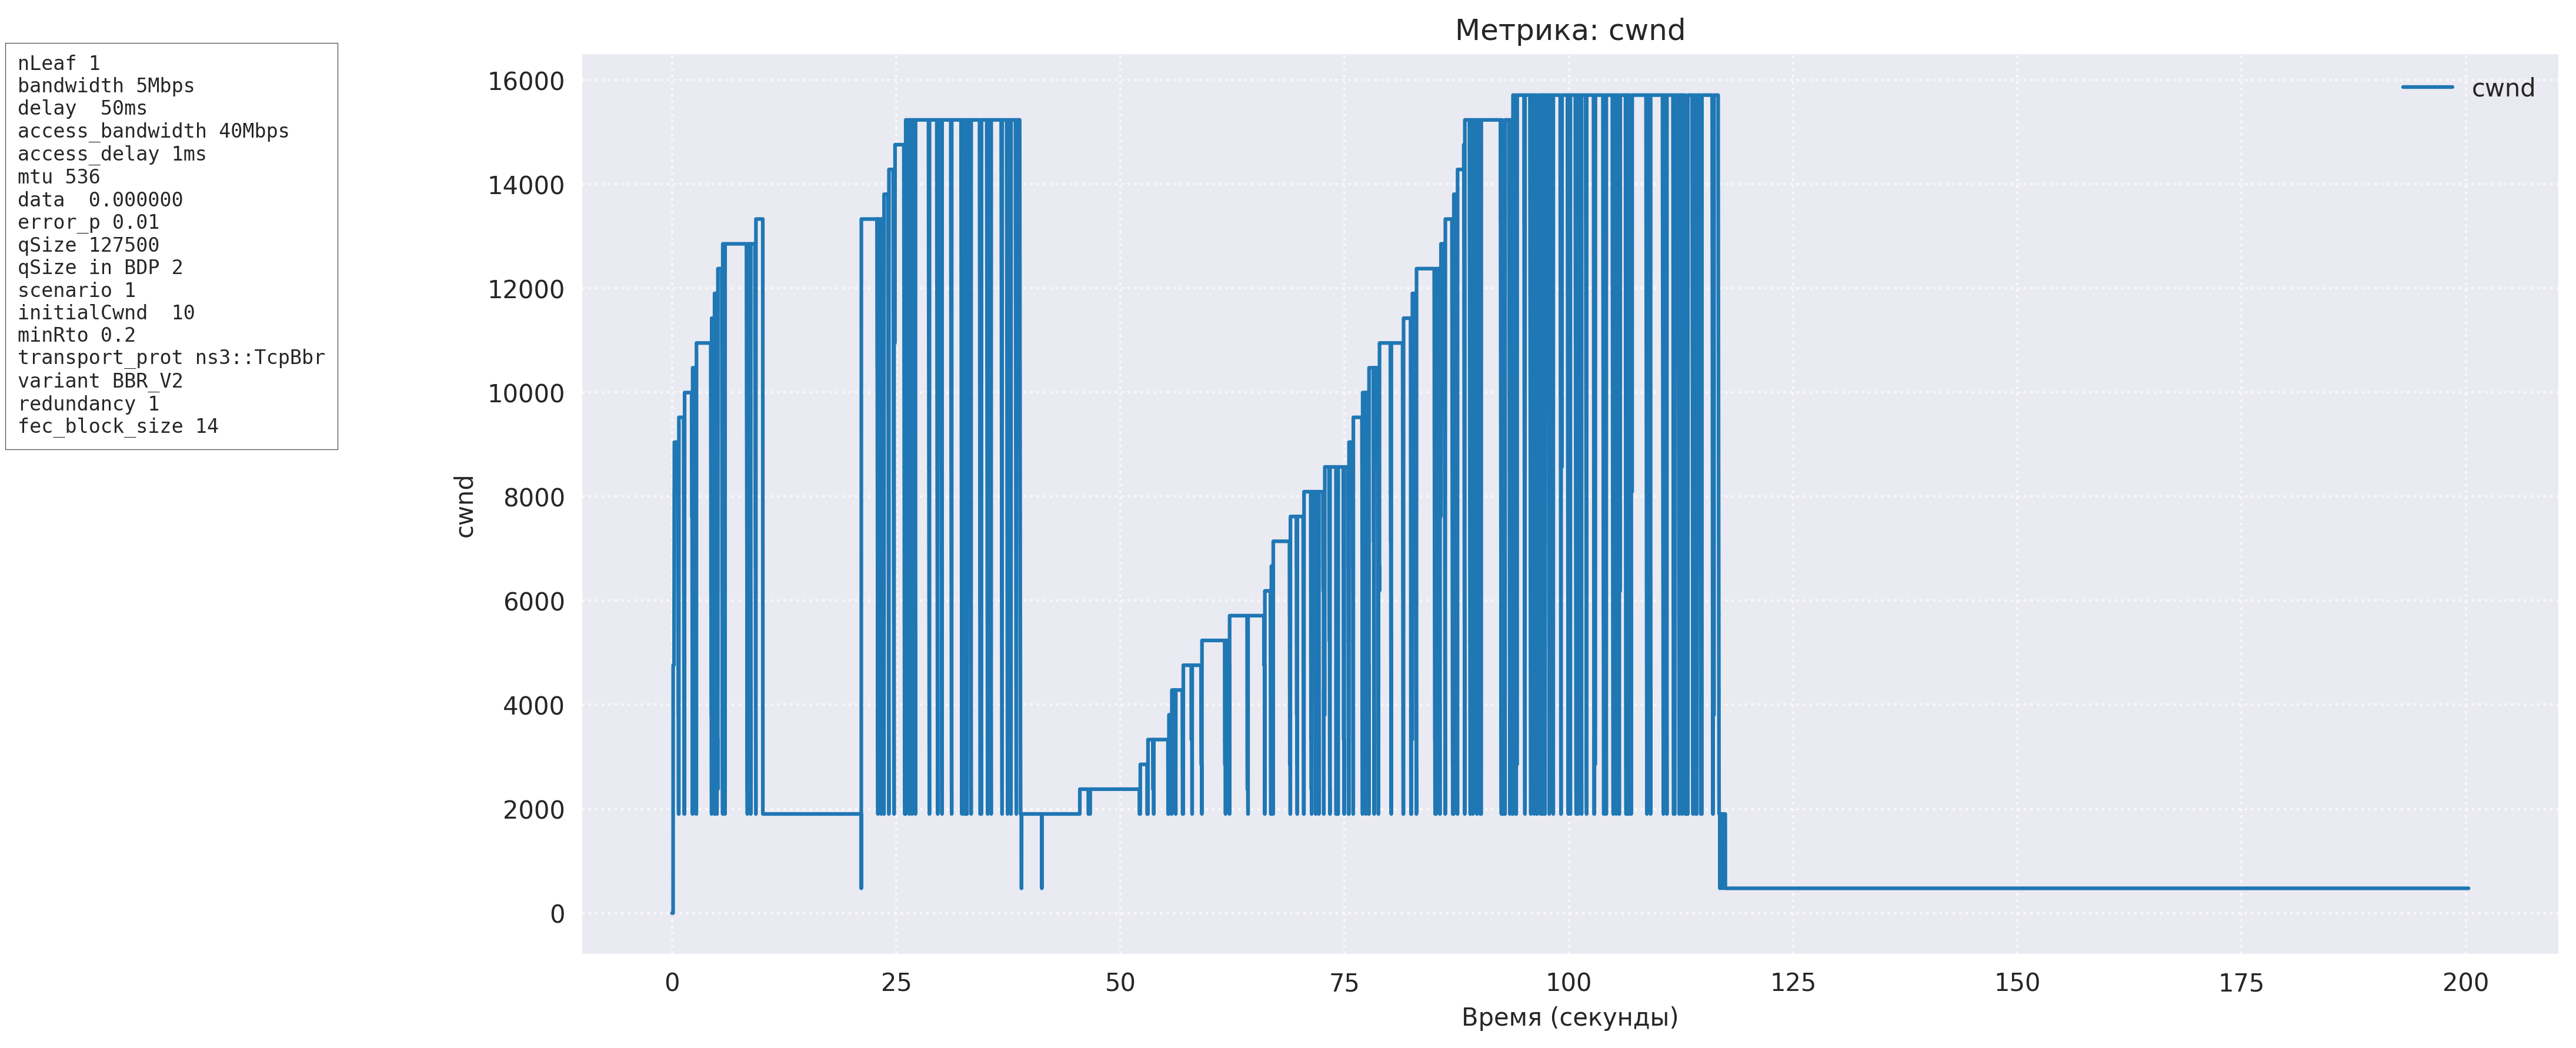 Метрика: cwnd
nLeaf 1
bandwidth 5Mbps
delay  50ms
access_bandwidth 40Mbps
access_delay 1ms
mtu 536
data  0.000000
error_p 0.01
qSize 127500
qSize in BDP 2
scenario 1
initialCwnd  10
minRto 0.2
transport_prot ns3::TcpBbr
variant BBR_V2
redundancy 1
fec_block_size 14
cwnd
16000
14000
12000
10000
8000
6000
4000
2000
0
cwnd
0 25 50 75 100 125 150 175 200
Время (секунды)